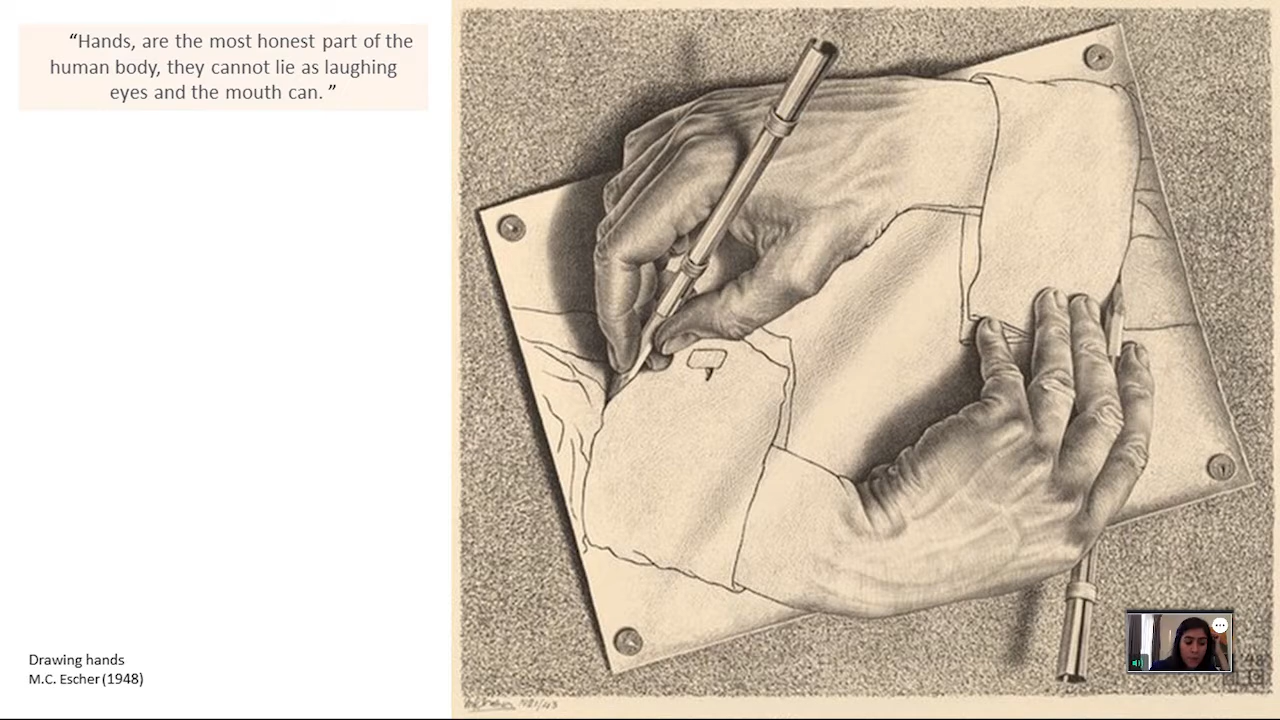 “Hands, are the most honest part of the
human body, they cannot lie as laughing
eyes and the mouth can. ”
Drawing hands
M.C. Escher (1948)